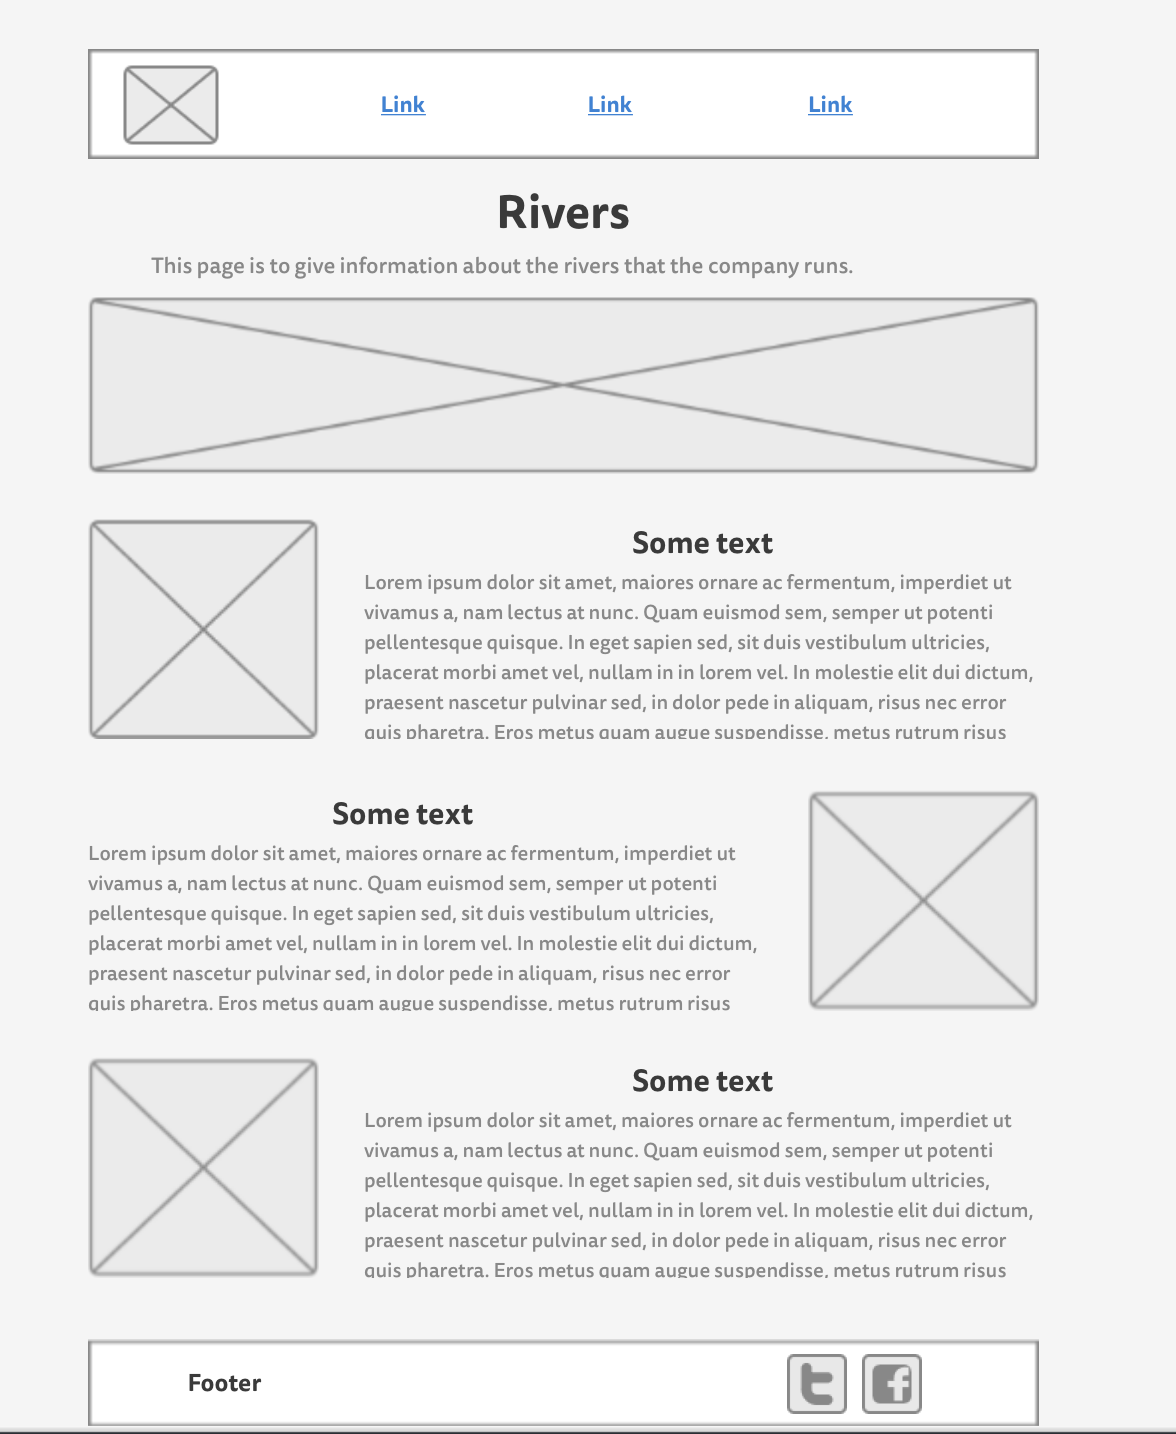 Link Link Link
Rivers
This page is to give information about the rivers that the company runs.
Some text
Lorem ipsum dolor sit amet, maiores ornare ac fermentum, imperdiet ut
vivamus a, nam lectus at nunc. Quam euismod sem, semper ut potenti
pellentesque quisque. In eget sapien sed, sit duis vestibulum ultricies,
placerat morbi amet vel, nullam in in lorem vel. In molestie elit dui dictum,
praesent nascetur pulvinar sed, in dolor pede in aliquam, risus nec error
quis pharetra. Eros metus quam augue suspendisse, metus rutrum risus
Some text
Lorem ipsum dolor sit amet, maiores ornare ac fermentum, imperdiet ut
vivamus a, nam lectus at nunc. Quam euismod sem, semper ut potenti
pellentesque quisque. In eget sapien sed, sit duis vestibulum ultricies,
placerat morbi amet vel, nullam in in lorem vel. In molestie elit dui dictum,
praesent nascetur pulvinar sed, in dolor pede in aliquam, risus nec error
quis pharetra. Eros metus quam augue suspendisse, metus rutrum risus
Some text
Lorem ipsum dolor sit amet, maiores ornare ac fermentum, imperdiet ut
vivamus a, nam lectus at nunc. Quam euismod sem, semper ut potenti
pellentesque quisque. In eget sapien sed, sit duis vestibulum ultricies,
placerat morbi amet vel, nullam in in lorem vel. In molestie elit dui dictum,
praesent nascetur pulvinar sed, in dolor pede in aliquam, risus nec error
quis pharetra. Eros metus quam augue suspendisse, metus rutrum risus
Footer